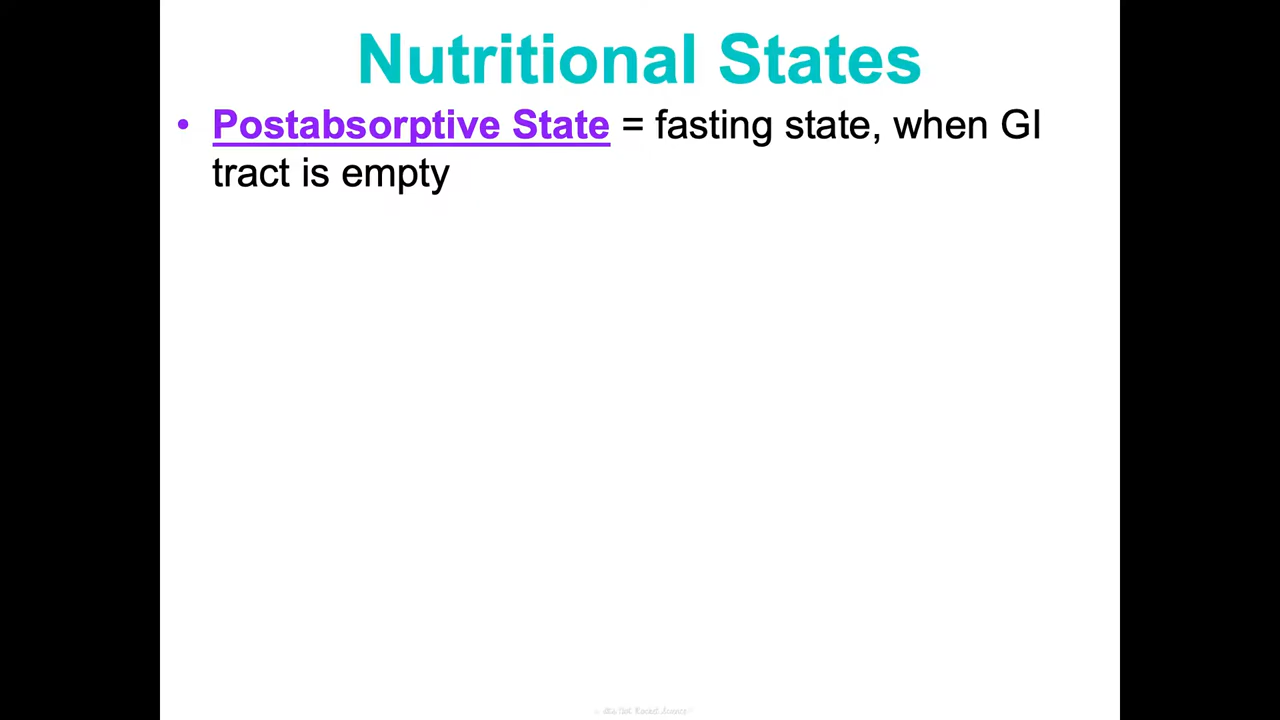 Nutritional States
• Postabsorptive State = fasting state, when GI
tract is empty